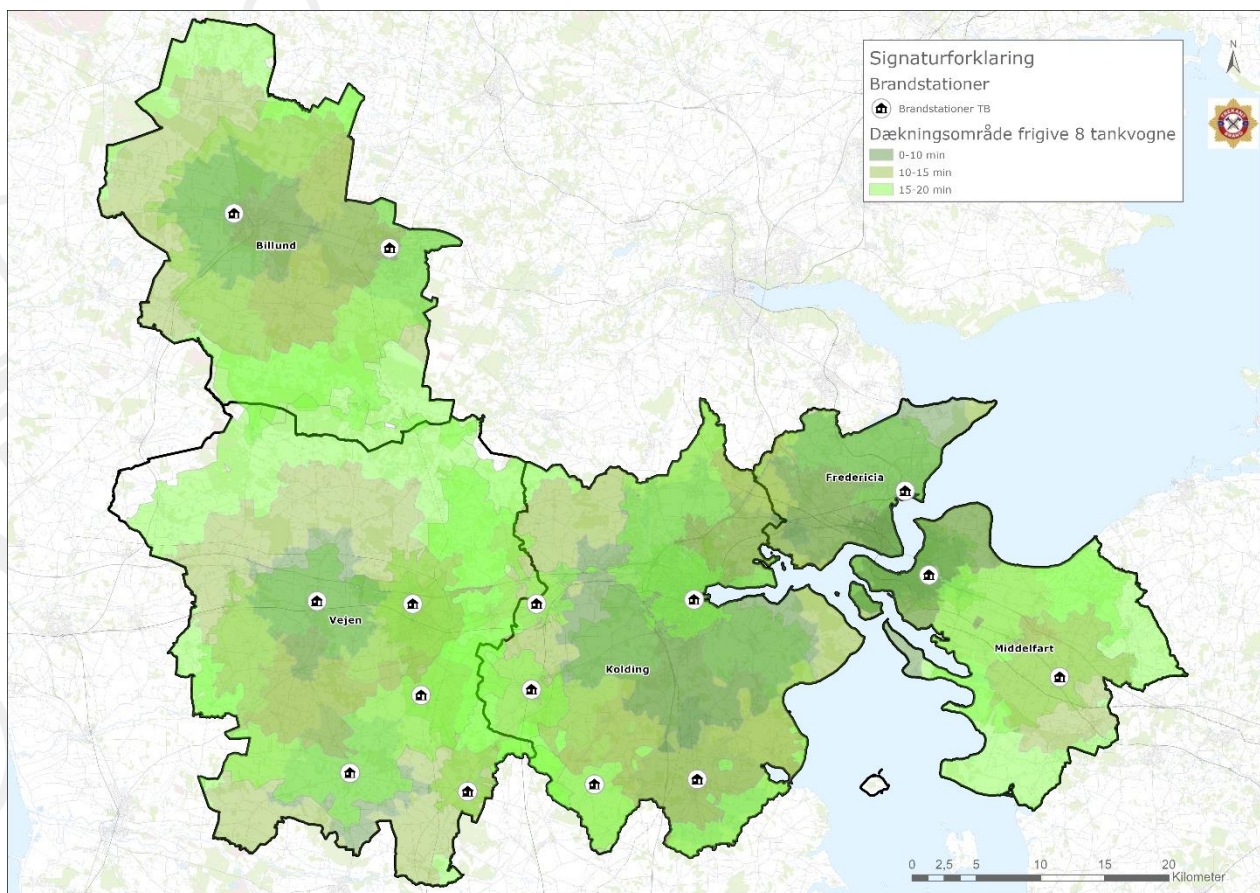 Signaturforklaring
Brandstationer
Brandstationer TB
Dækningsområde frigive 8 tankvogne
0-10 min
10-15 min
15-20 min
N
Billund
Fredericia
Vejen
Kolding
Middelfart
0 2,5 5 10 15 20
Kilometer